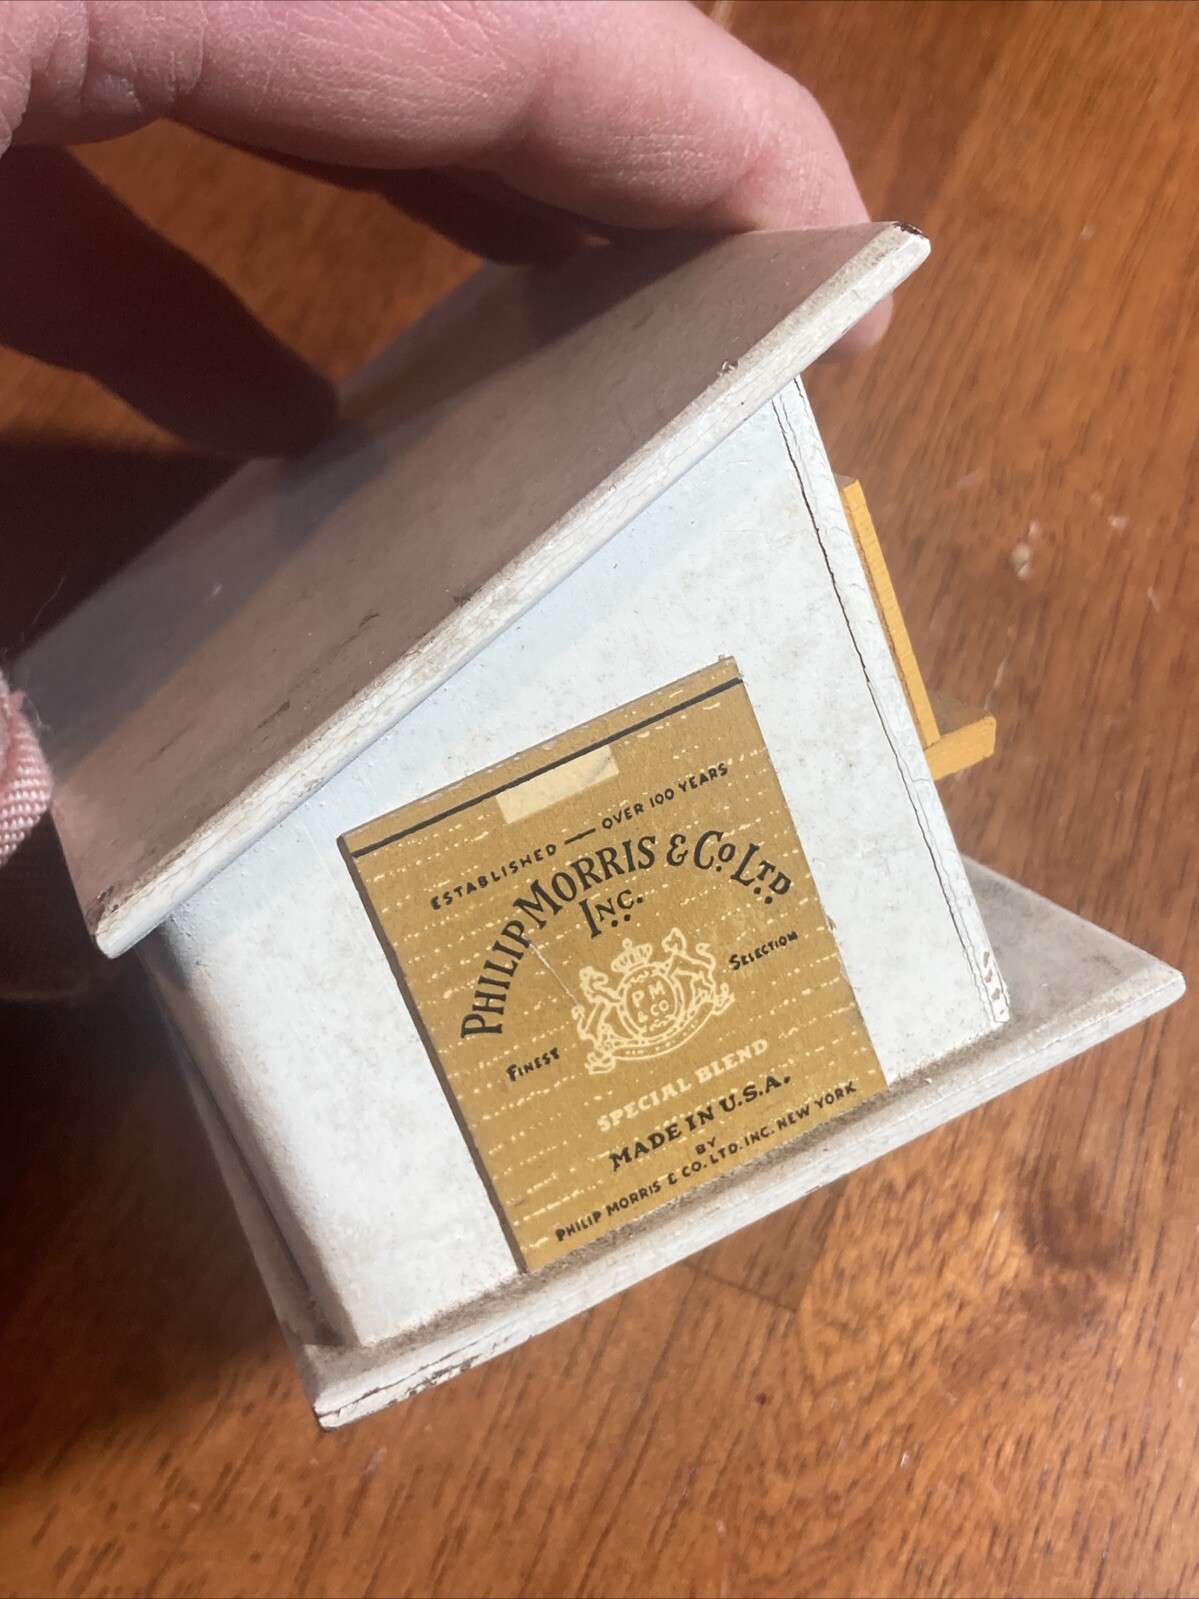 ESTABLISHED — OVER 100 YEARS
PHILIP MORRIS & Co. LTD.
INC.
FINEST SELECTION
P M
& CO
SPECIAL BLEND
MADE IN U.S.A.
BY
PHILIP MORRIS & CO. LTD. INC. NEW YORK